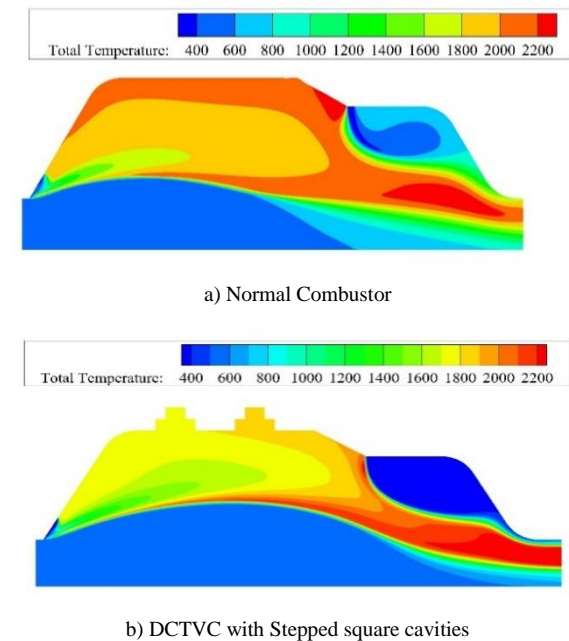 Total Temperature: 400 600 800 1000 1200 1400 1600 1800 2000 2200
a) Normal Combustor
Total Temperature: 400 600 800 1000 1200 1400 1600 1800 2000 2200
b) DCTVC with Stepped square cavities